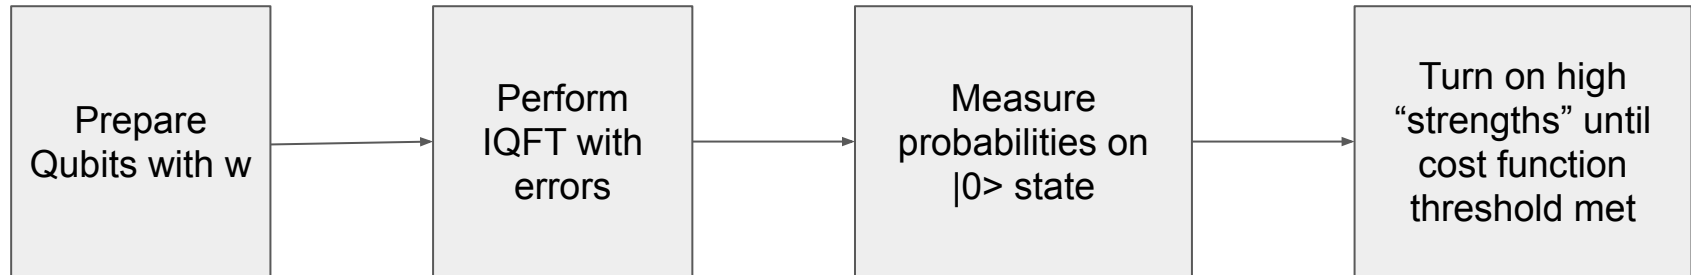 Prepare
Qubits with w
Perform
IQFT with
errors
Measure
probabilities on
|0> state
Turn on high
“strengths” until
cost function
threshold met